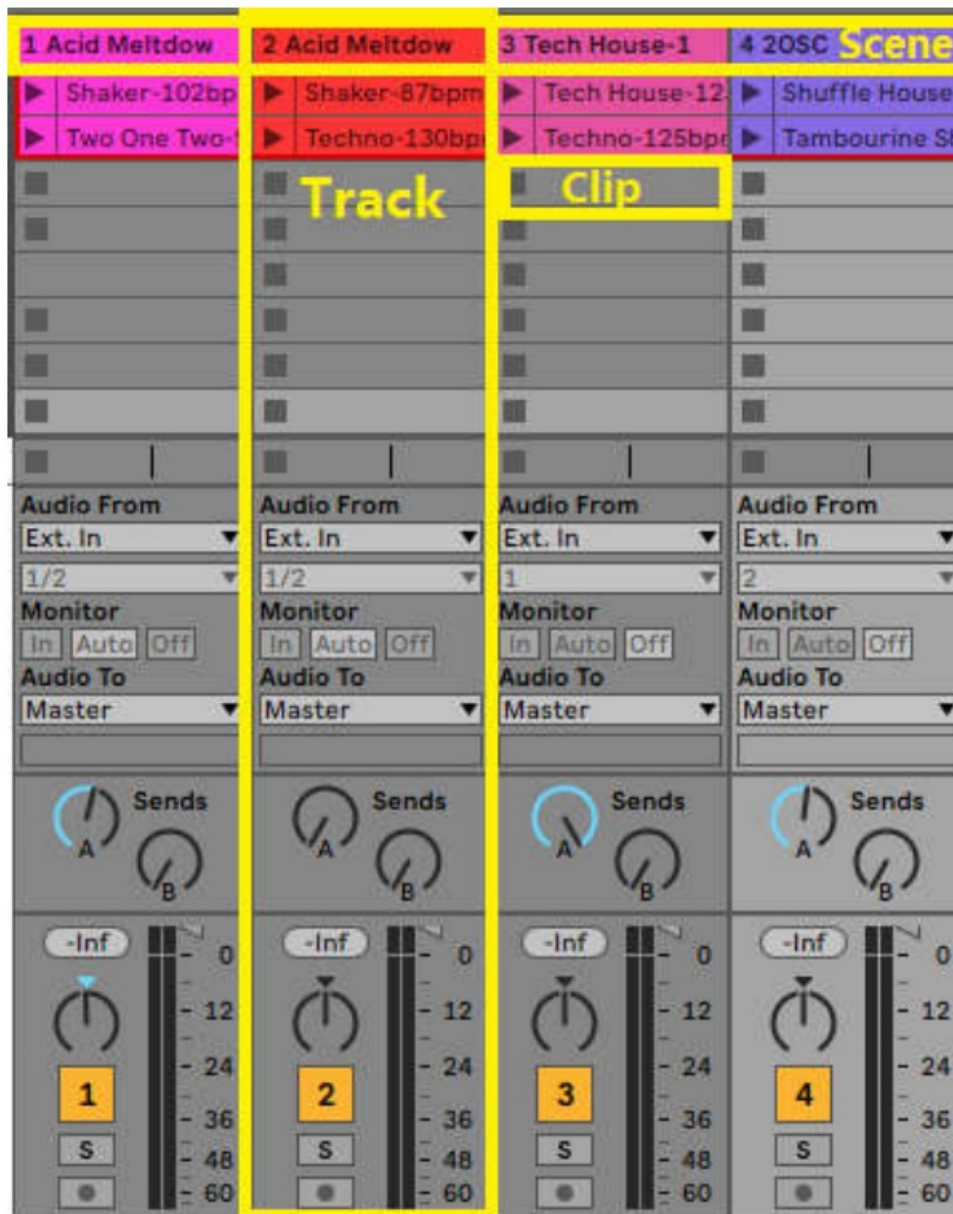 1 Acid Meltdow 2 Acid Meltdow 3 Tech House-1 4 2OSC Scene
Shaker-102bp Shaker-87bpm Tech House-12 Shuffle House
Two One Two- Techno-130bp Techno-125bp Tambourine S
Track Clip
Audio From Audio From Audio From Audio From
Ext. In Ext. In Ext. In Ext. In
1/2 1/2 1 2
Monitor Monitor Monitor Monitor
In Auto Off In Auto Off In Auto Off In Auto Off
Audio To Audio To Audio To Audio To
Master Master Master Master
Sends Sends Sends Sends
A A A A
B B B B
-Inf 0 -Inf 0 -Inf 0 -Inf 0
12 12 12 12
24 24 24 24
1 2 3 4
36 36 36 36
S S S S
48 48 48 48
60 60 60 60